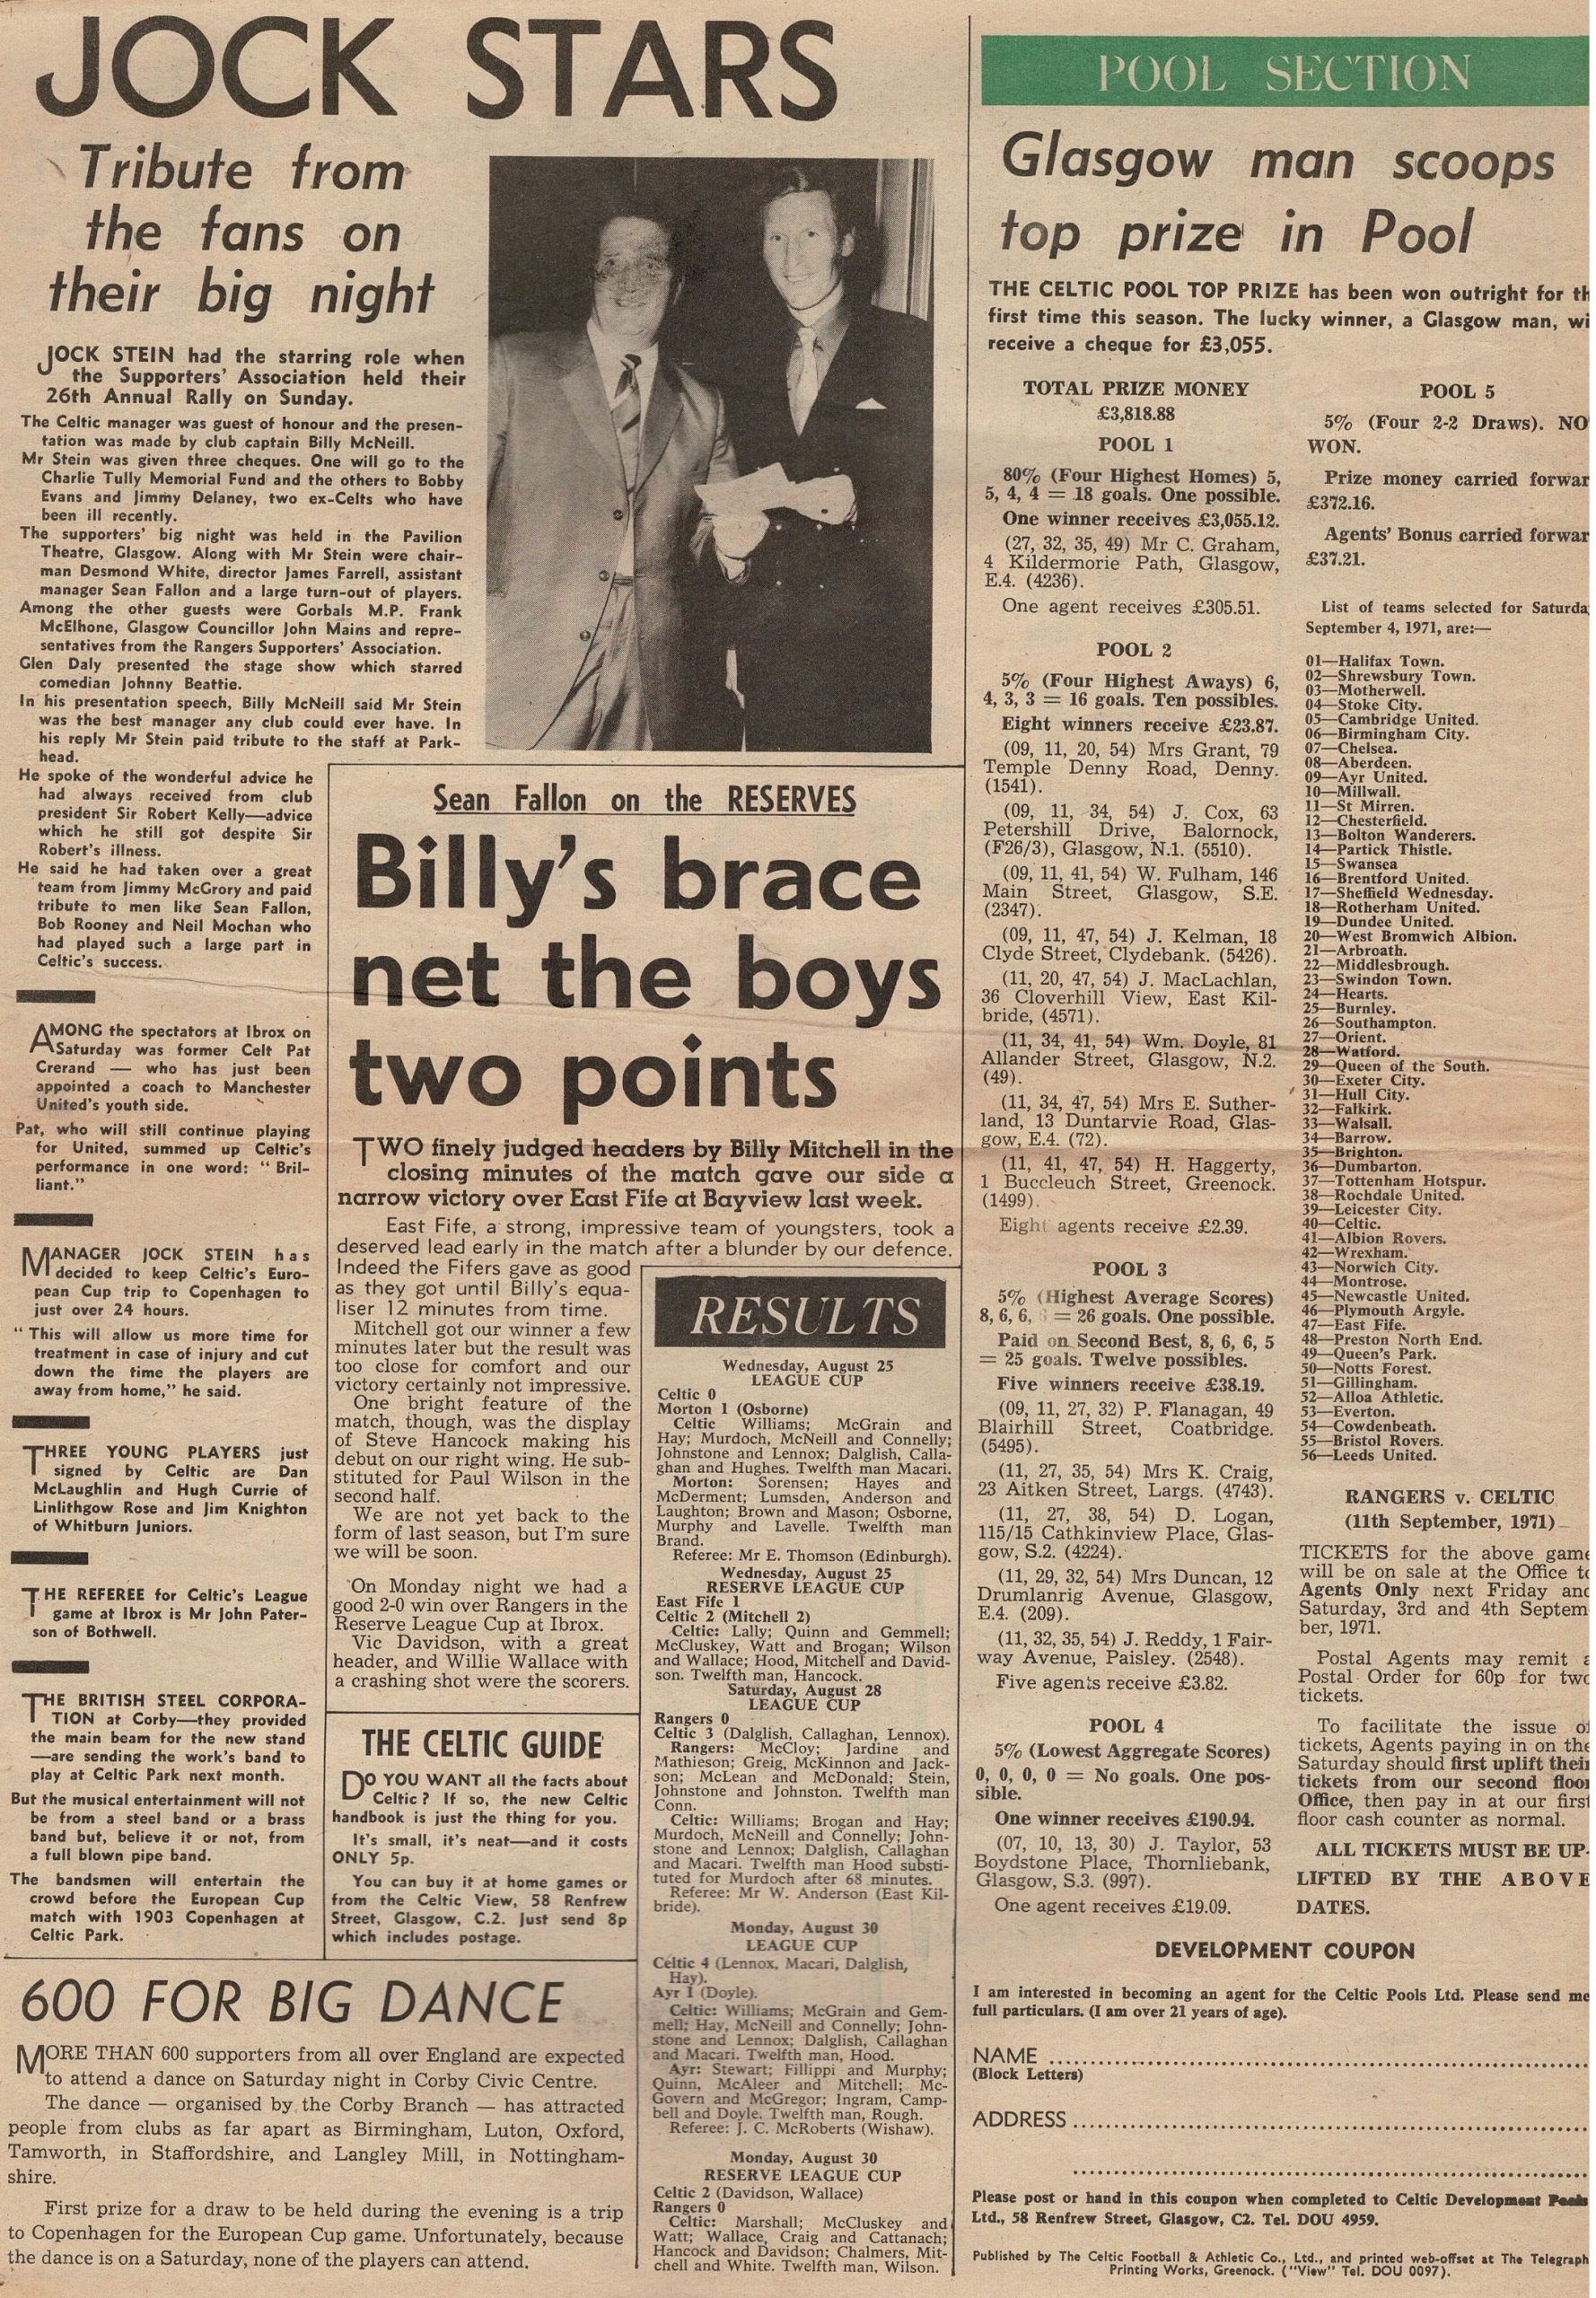 JOCK STARS
Tribute from
the fans on
their big night
JOCK STEIN had the starring role when
the Supporters' Association held their
26th Annual Rally on Sunday.
The Celtic manager was guest of honour and the presen-
tation was made by club captain Billy McNeill.
Mr Stein was given three cheques. One will go to the
Charlie Tully Memorial Fund and the others to Bobby
Evans and Jimmy Delaney, two ex-Celts who have
been ill recently.
The supporters' big night was held in the Pavilion
Theatre, Glasgow. Along with Mr Stein were chair-
man Desmond White, director James Farrell, assistant
manager Sean Fallon and a large turn-out of players.
Among the other guests were Gorbals M.P. Frank
McElhone, Glasgow Councillor John Mains and repre-
sentatives from the Rangers Supporters' Association.
Glen Daly presented the stage show which starred
comedian Johnny Beattie.
In his presentation speech, Billy McNeill said Mr Stein
was the best manager any club could ever have. In
his reply Mr Stein paid tribute to the staff at Park-
head.
He spoke of the wonderful advice he
had always received from club
president Sir Robert Kelly—advice
which he still got despite Sir
Robert's illness.
He said he had taken over a great
team from Jimmy McGrory and paid
tribute to men like Sean Fallon,
Bob Rooney and Neil Mochan who
had played such a large part in
Celtic's success.
AMONG the spectators at Ibrox on
Saturday was former Celt Pat
Crerand — who has just been
appointed a coach to Manchester
United's youth side.
Pat, who will still continue playing
for United, summed up Celtic's
performance in one word: "Bril-
liant."
MANAGER JOCK STEIN has
decided to keep Celtic's Euro-
pean Cup trip to Copenhagen to
just over 24 hours.
"This will allow us more time for
treatment in case of injury and cut
down the time the players are
away from home," he said.
THREE YOUNG PLAYERS just
signed by Celtic are Dan
McLaughlin and Hugh Currie of
Linlithgow Rose and Jim Knighton
of Whitburn Juniors.
THE REFEREE for Celtic's League
game at Ibrox is Mr John Pater-
son of Bothwell.
THE BRITISH STEEL CORPORA-
TION at Corby—they provided
the main beam for the new stand
—are sending the work's band to
play at Celtic Park next month.
But the musical entertainment will not
be from a steel band or a brass
band but, believe it or not, from
a full blown pipe band.
The bandsmen will entertain the
crowd before the European Cup
match with 1903 Copenhagen at
Celtic Park.
Sean Fallon on the RESERVES
Billy's brace
net the boys
two points
TWO finely judged headers by Billy Mitchell in the
closing minutes of the match gave our side a
narrow victory over East Fife at Bayview last week.
East Fife, a strong, impressive team of youngsters, took a
deserved lead early in the match after a blunder by our defence.
Indeed the Fifers gave as good
as they got until Billy's equa-
liser 12 minutes from time.
Mitchell got our winner a few
minutes later but the result was
too close for comfort and our
victory certainly not impressive.
One bright feature of the
match, though, was the display
of Steve Hancock making his
debut on our right wing. He sub-
stituted for Paul Wilson in the
second half.
We are not yet back to the
form of last season, but I'm sure
we will be soon.
On Monday night we had a
good 2-0 win over Rangers in the
Reserve League Cup at Ibrox.
Vic Davidson, with a great
header, and Willie Wallace with
a crashing shot were the scorers.
THE CELTIC GUIDE
DO YOU WANT all the facts about
Celtic? If so, the new Celtic
handbook is just the thing for you.
It's small, it's neat—and it costs
ONLY 5p.
You can buy it at home games or
from the Celtic View, 58 Renfrew
Street, Glasgow, C.2. Just send 8p
which includes postage.
RESULTS
Wednesday, August 25
LEAGUE CUP
Celtic 0
Morton 1 (Osborne)
Celtic Williams; McGrain and
Hay; Murdoch, McNeill and Connelly;
Johnstone and Lennox; Dalglish, Calla-
ghan and Hughes. Twelfth man Macari.
Morton: Sorensen; Hayes and
McDerment; Lumsden, Anderson and
Laughton; Brown and Mason; Osborne,
Murphy and Lavelle. Twelfth man
Brand.
Referee: Mr E. Thomson (Edinburgh).
Wednesday, August 25
RESERVE LEAGUE CUP
East Fife 1
Celtic 2 (Mitchell 2)
Celtic: Lally; Quinn and Gemmell;
McCluskey, Watt and Brogan; Wilson
and Wallace; Hood, Mitchell and David-
son. Twelfth man, Hancock.
Saturday, August 28
LEAGUE CUP
Rangers 0
Celtic 3 (Dalglish, Callaghan, Lennox).
Rangers: McCloy; Jardine and
Mathieson; Greig, McKinnon and Jack-
son; McLean and McDonald; Stein,
Johnstone and Johnston. Twelfth man
Conn.
Celtic: Williams; Brogan and Hay;
Murdoch, McNeill and Connelly; John-
stone and Lennox; Dalglish, Callaghan
and Macari. Twelfth man Hood substi-
tuted for Murdoch after 68 minutes.
Referee: Mr W. Anderson (East Kil-
bride).
Monday, August 30
LEAGUE CUP
Celtic 4 (Lennox, Macari, Dalglish,
Hay).
Ayr 1 (Doyle).
Celtic: Williams; McGrain and Gem-
mell; Hay, McNeill and Connelly; John-
stone and Lennox; Dalglish, Callaghan
and Macari. Twelfth man, Hood.
Ayr: Stewart; Fillippi and Murphy;
Quinn, McAleer and Mitchell; Mc-
Govern and McGregor; Ingram, Camp-
bell and Doyle. Twelfth man, Rough.
Referee: J. C. McRoberts (Wishaw).
Monday, August 30
RESERVE LEAGUE CUP
Celtic 2 (Davidson, Wallace)
Rangers 0
Celtic: Marshall; McCluskey and
Watt; Wallace, Craig and Cattanach;
Hancock and Davidson; Chalmers, Mit-
chell and White. Twelfth man, Wilson.
600 FOR BIG DANCE
MORE THAN 600 supporters from all over England are expected
to attend a dance on Saturday night in Corby Civic Centre.
The dance — organised by the Corby Branch — has attracted
people from clubs as far apart as Birmingham, Luton, Oxford,
Tamworth, in Staffordshire, and Langley Mill, in Nottingham-
shire.
First prize for a draw to be held during the evening is a trip
to Copenhagen for the European Cup game. Unfortunately, because
the dance is on a Saturday, none of the players can attend.
POOL SECTION
Glasgow man scoops
top prize in Pool
THE CELTIC POOL TOP PRIZE has been won outright for th
first time this season. The lucky winner, a Glasgow man, wi
receive a cheque for £3,055.
TOTAL PRIZE MONEY
£3,818.88
POOL 1
80% (Four Highest Homes) 5,
5, 4, 4 = 18 goals. One possible.
One winner receives £3,055.12.
(27, 32, 35, 49) Mr C. Graham,
4 Kildermorie Path, Glasgow,
E.4. (4236).
One agent receives £305.51.
POOL 2
5% (Four Highest Aways) 6,
4, 3, 3 = 16 goals. Ten possibles.
Eight winners receive £23.87.
(09, 11, 20, 54) Mrs Grant, 79
Temple Denny Road, Denny.
(1541).
(09, 11, 34, 54) J. Cox, 63
Petershill Drive, Balornock,
(F26/3), Glasgow, N.1. (5510).
(09, 11, 41, 54) W. Fulham, 146
Main Street, Glasgow, S.E.
(2347).
(09, 11, 47, 54) J. Kelman, 18
Clyde Street, Clydebank. (5426).
(11, 20, 47, 54) J. MacLachlan,
36 Cloverhill View, East Kil-
bride, (4571).
(11, 34, 41, 54) Wm. Doyle, 81
Allander Street, Glasgow, N.2.
(49).
(11, 34, 47, 54) Mrs E. Suther-
land, 13 Duntarvie Road, Glas-
gow, E.4. (72).
(11, 41, 47, 54) H. Haggerty,
1 Buccleuch Street, Greenock.
(1499).
Eight agents receive £2.39.
POOL 3
5% (Highest Average Scores)
8, 6, 6, 6 = 26 goals. One possible.
Paid on Second Best, 8, 6, 6, 5
= 25 goals. Twelve possibles.
Five winners receive £38.19.
(09, 11, 27, 32) P. Flanagan, 49
Blairhill Street, Coatbridge.
(5495).
(11, 27, 35, 54) Mrs K. Craig,
23 Aitken Street, Largs. (4743).
(11, 27, 38, 54) D. Logan,
115/15 Cathkinview Place, Glas-
gow, S.2. (4224).
(11, 29, 32, 54) Mrs Duncan, 12
Drumlanrig Avenue, Glasgow,
E.4. (209).
(11, 32, 35, 54) J. Reddy, 1 Fair-
way Avenue, Paisley. (2548).
Five agents receive £3.82.
POOL 4
5% (Lowest Aggregate Scores)
0, 0, 0, 0 = No goals. One pos-
sible.
One winner receives £190.94.
(07, 10, 13, 30) J. Taylor, 53
Boydstone Place, Thornliebank,
Glasgow, S.3. (997).
One agent receives £19.09.
POOL 5
5% (Four 2-2 Draws). NO
WON.
Prize money carried forwar
£372.16.
Agents' Bonus carried forwar
£37.21.
List of teams selected for Saturda
September 4, 1971, are:—
01—Halifax Town.
02—Shrewsbury Town.
03—Motherwell.
04—Stoke City.
05—Cambridge United.
06—Birmingham City.
07—Chelsea.
08—Aberdeen.
09—Ayr United.
10—Millwall.
11—St Mirren.
12—Chesterfield.
13—Bolton Wanderers.
14—Partick Thistle.
15—Swansea
16—Brentford United.
17—Sheffield Wednesday.
18—Rotherham United.
19—Dundee United.
20—West Bromwich Albion.
21—Arbroath.
22—Middlesbrough.
23—Swindon Town.
24—Hearts.
25—Burnley.
26—Southampton.
27—Orient.
28—Watford.
29—Queen of the South.
30—Exeter City.
31—Hull City.
32—Falkirk.
33—Walsall.
34—Barrow.
35—Brighton.
36—Dumbarton.
37—Tottenham Hotspur.
38—Rochdale United.
39—Leicester City.
40—Celtic.
41—Albion Rovers.
42—Wrexham.
43—Norwich City.
44—Montrose.
45—Newcastle United.
46—Plymouth Argyle.
47—East Fife.
48—Preston North End.
49—Queen's Park.
50—Notts Forest.
51—Gillingham.
52—Alloa Athletic.
53—Everton.
54—Cowdenbeath.
55—Bristol Rovers.
56—Leeds United.
RANGERS v. CELTIC
(11th September, 1971)
TICKETS for the above game
will be on sale at the Office to
Agents Only next Friday and
Saturday, 3rd and 4th Septem
ber, 1971.
Postal Agents may remit a
Postal Order for 60p for two
tickets.
To facilitate the issue of
tickets, Agents paying in on the
Saturday should first uplift their
tickets from our second floor
Office, then pay in at our first
floor cash counter as normal.
ALL TICKETS MUST BE UP-
LIFTED BY THE ABOVE
DATES.
DEVELOPMENT COUPON
I am interested in becoming an agent for the Celtic Pools Ltd. Please send me
full particulars. (I am over 21 years of age).
NAME
(Block Letters)
ADDRESS
Please post or hand in this coupon when completed to Celtic Development Pools
Ltd., 58 Renfrew Street, Glasgow, C2. Tel. DOU 4959.
Published by The Celtic Football & Athletic Co., Ltd., and printed web-offset at The Telegraph
Printing Works, Greenock. ("View" Tel. DOU 0097).